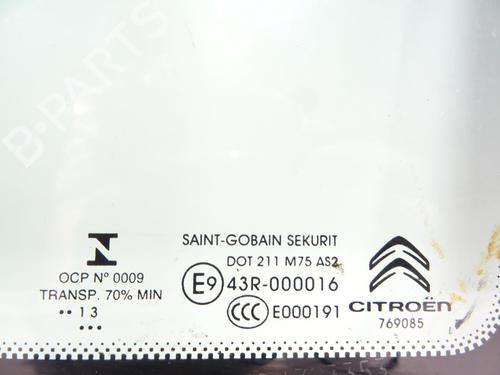 B-PARTS
SAINT-GOBAIN SEKURIT
DOT 211 M75 AS2
OCP Nº 0009
TRANSP. 70% MIN
•• 13
•••
E9 43R-000016
CCC E000191
CITROËN
769085